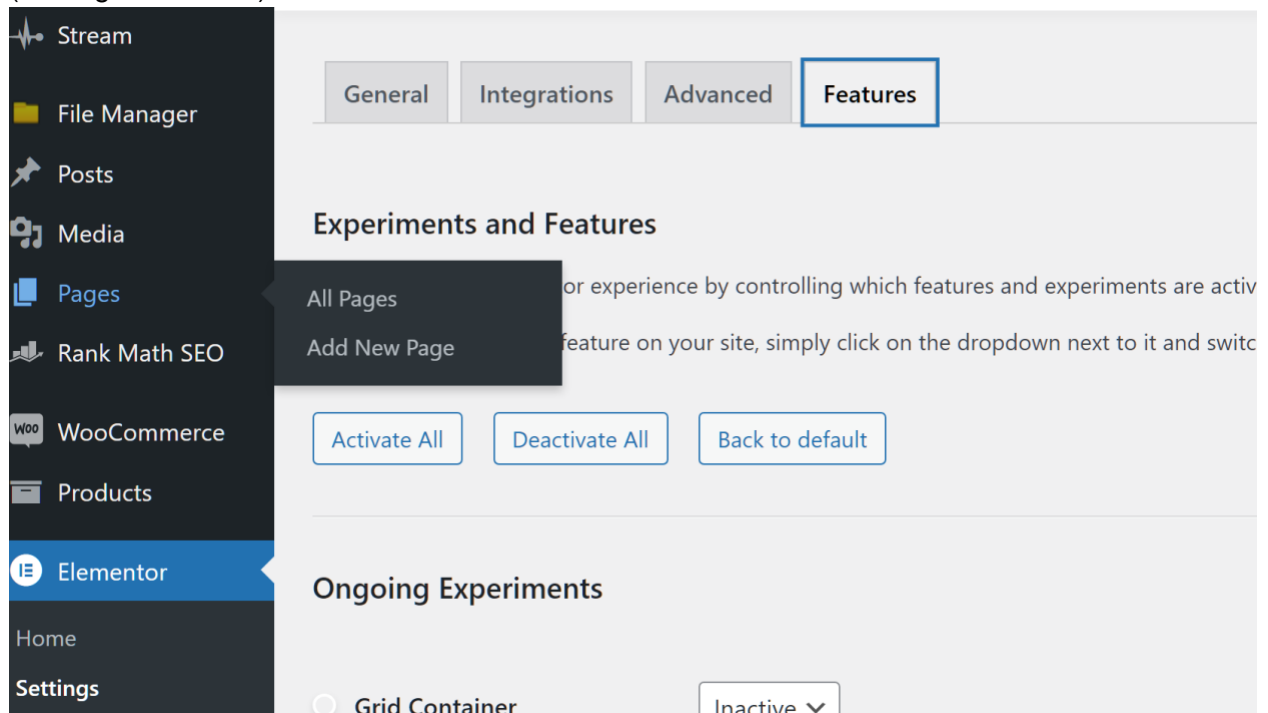 Stream
File Manager
Posts
Media
Pages
Rank Math SEO
Woo WooCommerce
Products
Elementor
Home
Settings
All Pages
Add New Page
General Integrations Advanced Features
Experiments and Features
or experience by controlling which features and experiments are activ
feature on your site, simply click on the dropdown next to it and switc
Activate All Deactivate All Back to default
Ongoing Experiments
Grid Container Inactive